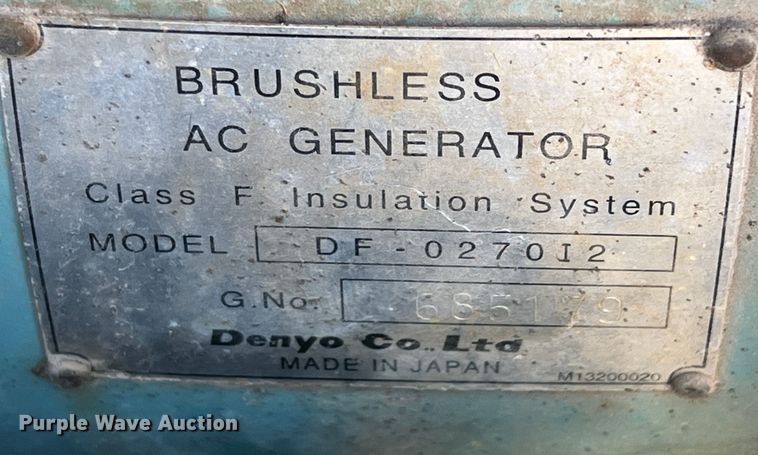 BRUSHLESS
AC GENERATOR
Class F Insulation System
MODEL DF-0270I2
G.No. 685179
Denyo Co.,Ltd
MADE IN JAPAN
M13200020
Purple Wave Auction